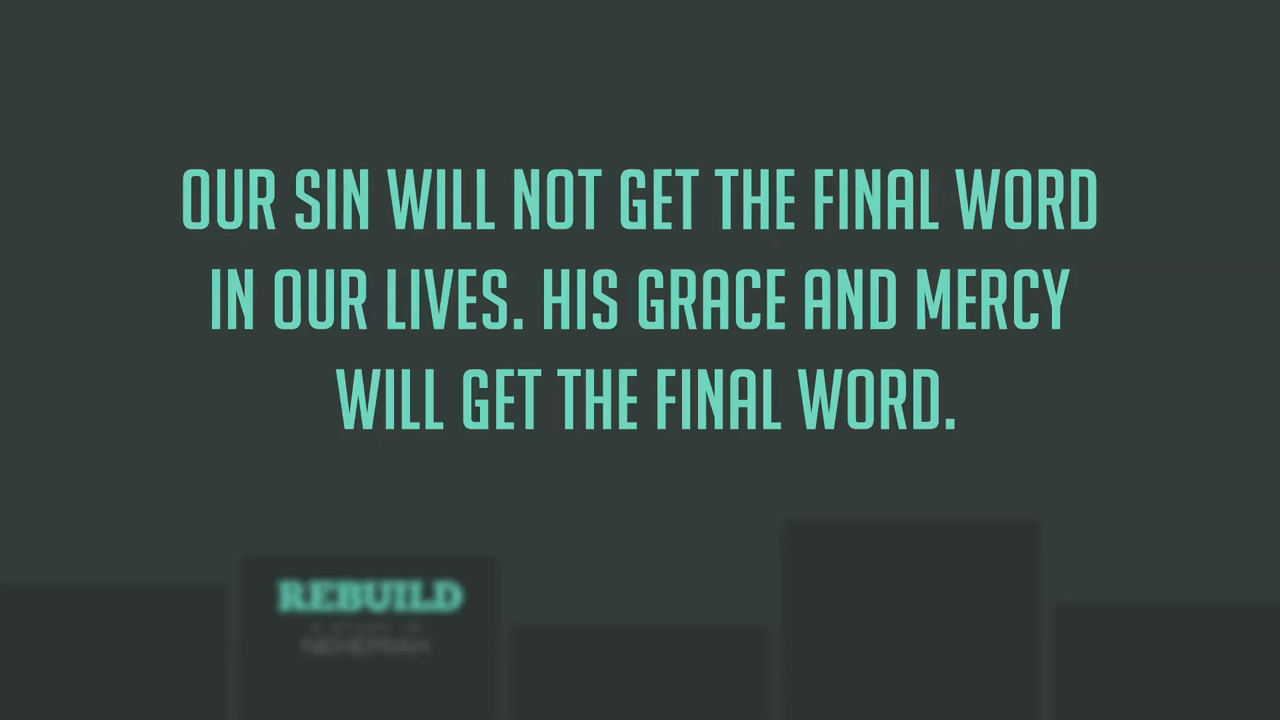 OUR SIN WILL NOT GET THE FINAL WORD
IN OUR LIVES. HIS GRACE AND MERCY
WILL GET THE FINAL WORD.
REBUILD
NEHEMIAH